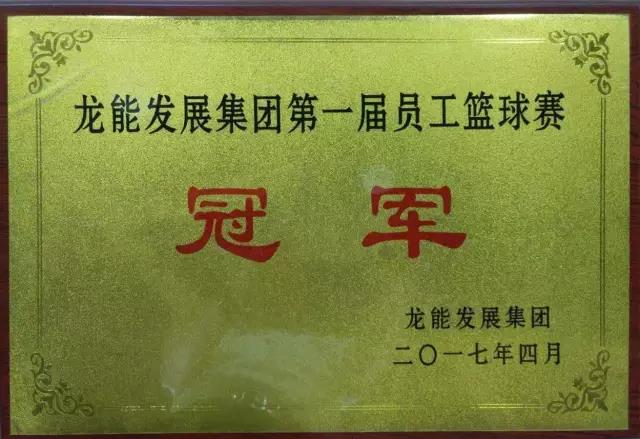 龙能发展集团第一届员工篮球赛
冠军
龙能发展集团
二〇一七年四月